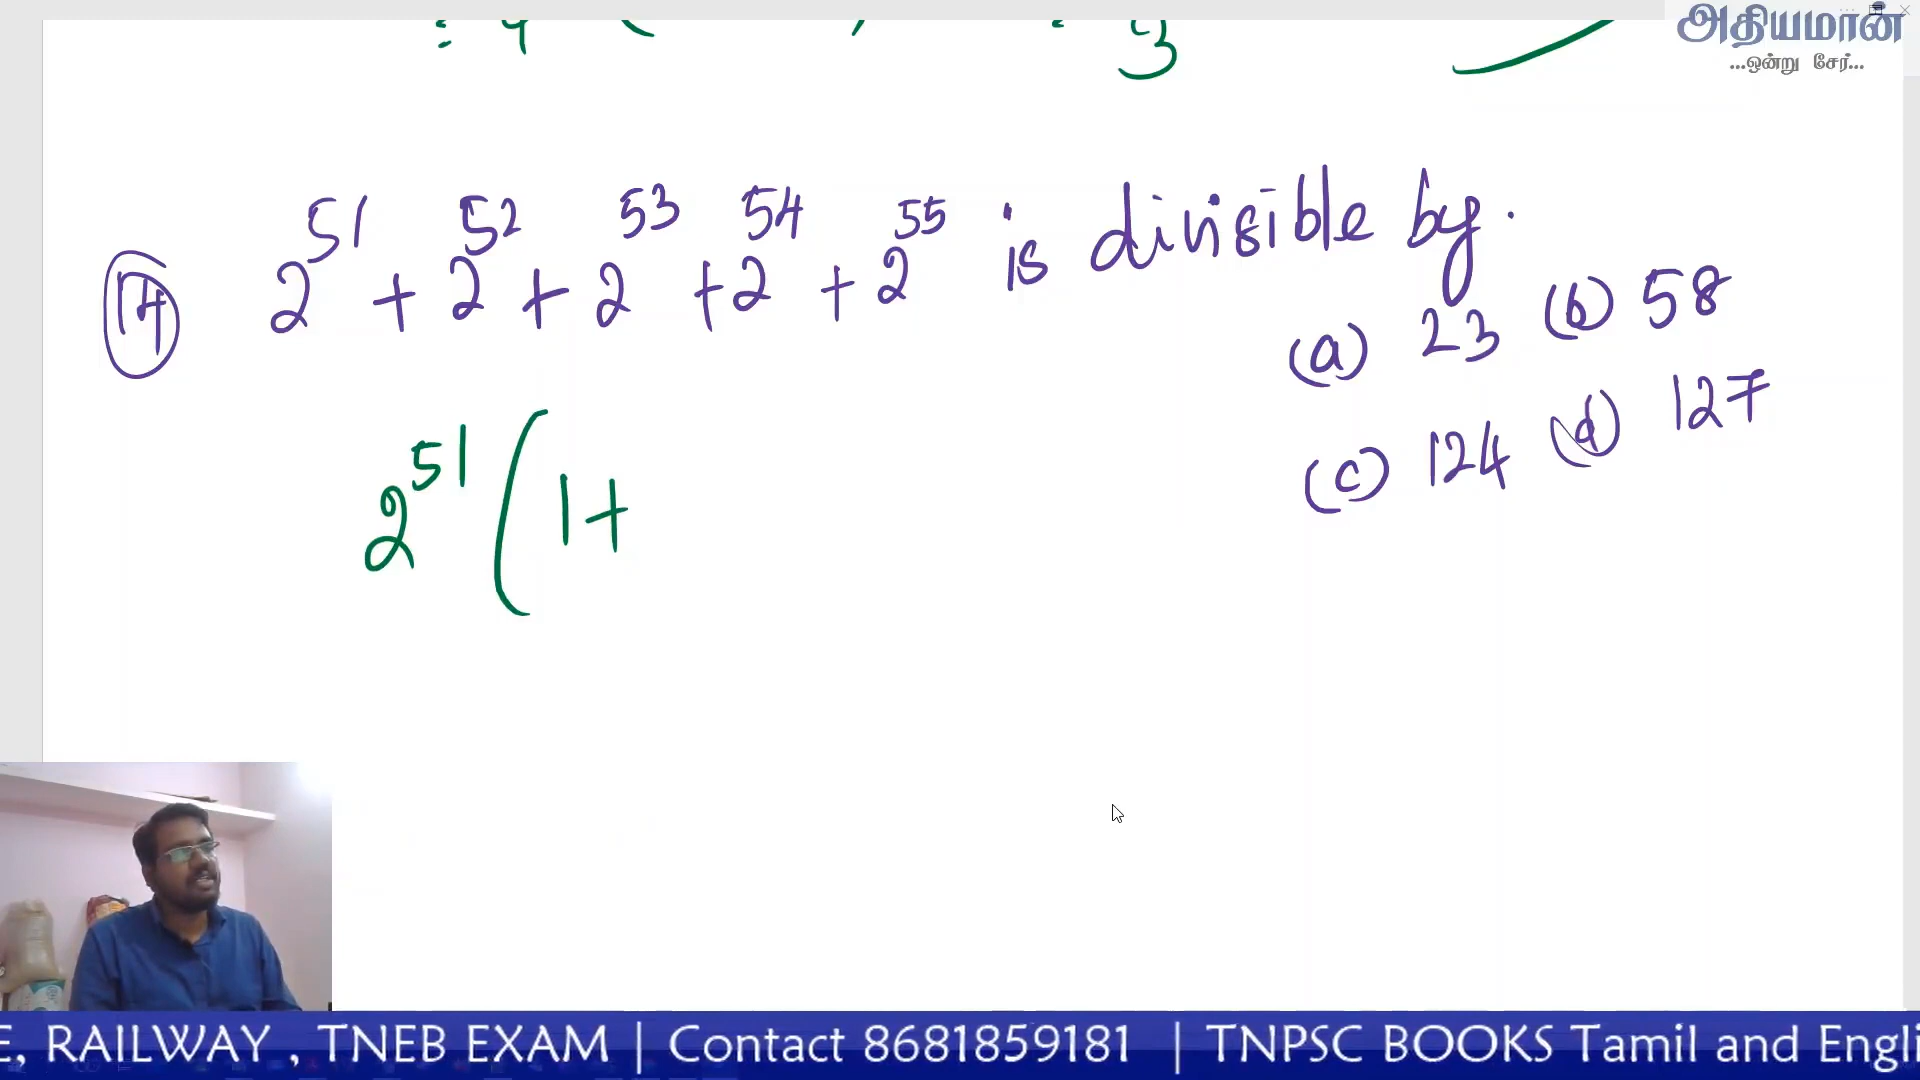 அதியமான்
...ஒன்று சேர்...
51 52 53 54 55
14 2 + 2 + 2 + 2 + 2 is divisible by.
(a) 23 (b) 58
(c) 124 (d) 127
2^51 ( 1+
E, RAILWAY , TNEB EXAM | Contact 8681859181 | TNPSC BOOKS Tamil and Engli